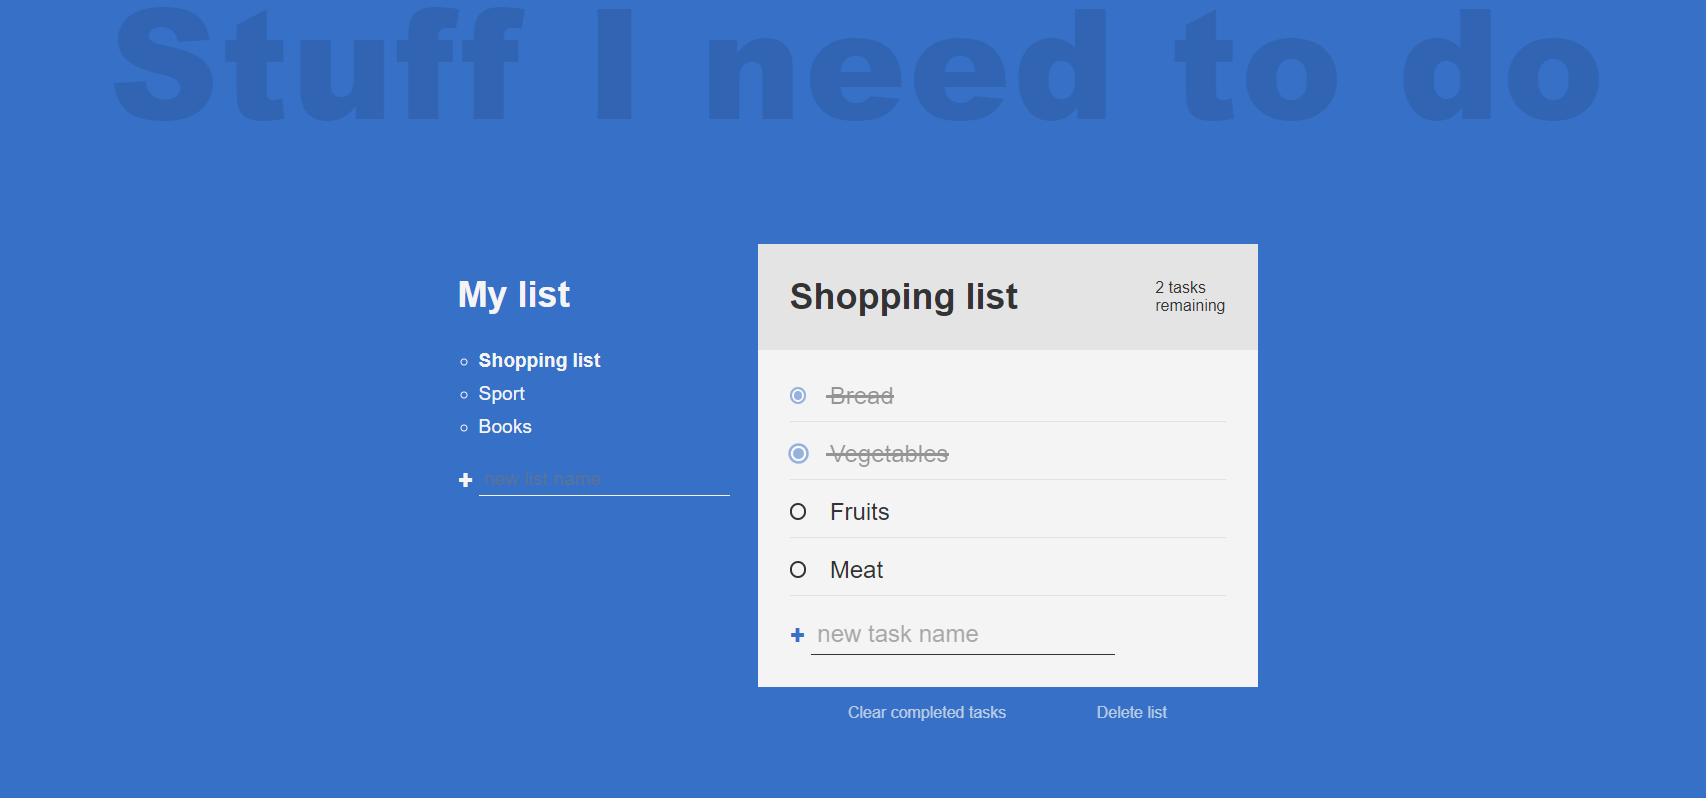 Stuff I need to do
My list
Shopping list
Sport
Books
new list name
Shopping list
2 tasks
remaining
Bread
Vegetables
Fruits
Meat
new task name
Clear completed tasks
Delete list